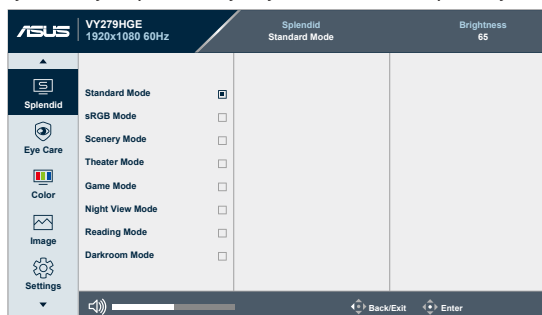 ASUS
VY279HGE
1920x1080 60Hz
Splendid
Standard Mode
Brightness
65
Splendid
Eye Care
Color
Image
Settings
Standard Mode
sRGB Mode
Scenery Mode
Theater Mode
Game Mode
Night View Mode
Reading Mode
Darkroom Mode
Back/Exit
Enter